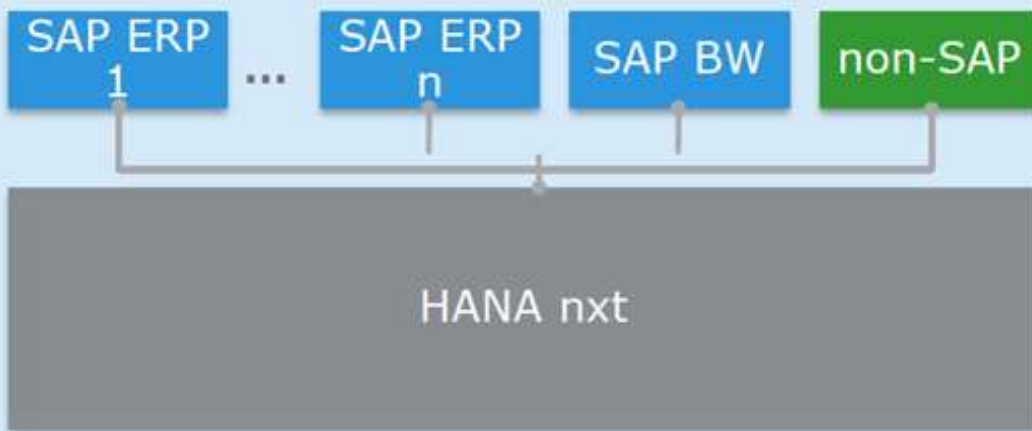 SAP ERP
1
...
SAP ERP
n
SAP BW
non-SAP
HANA nxt